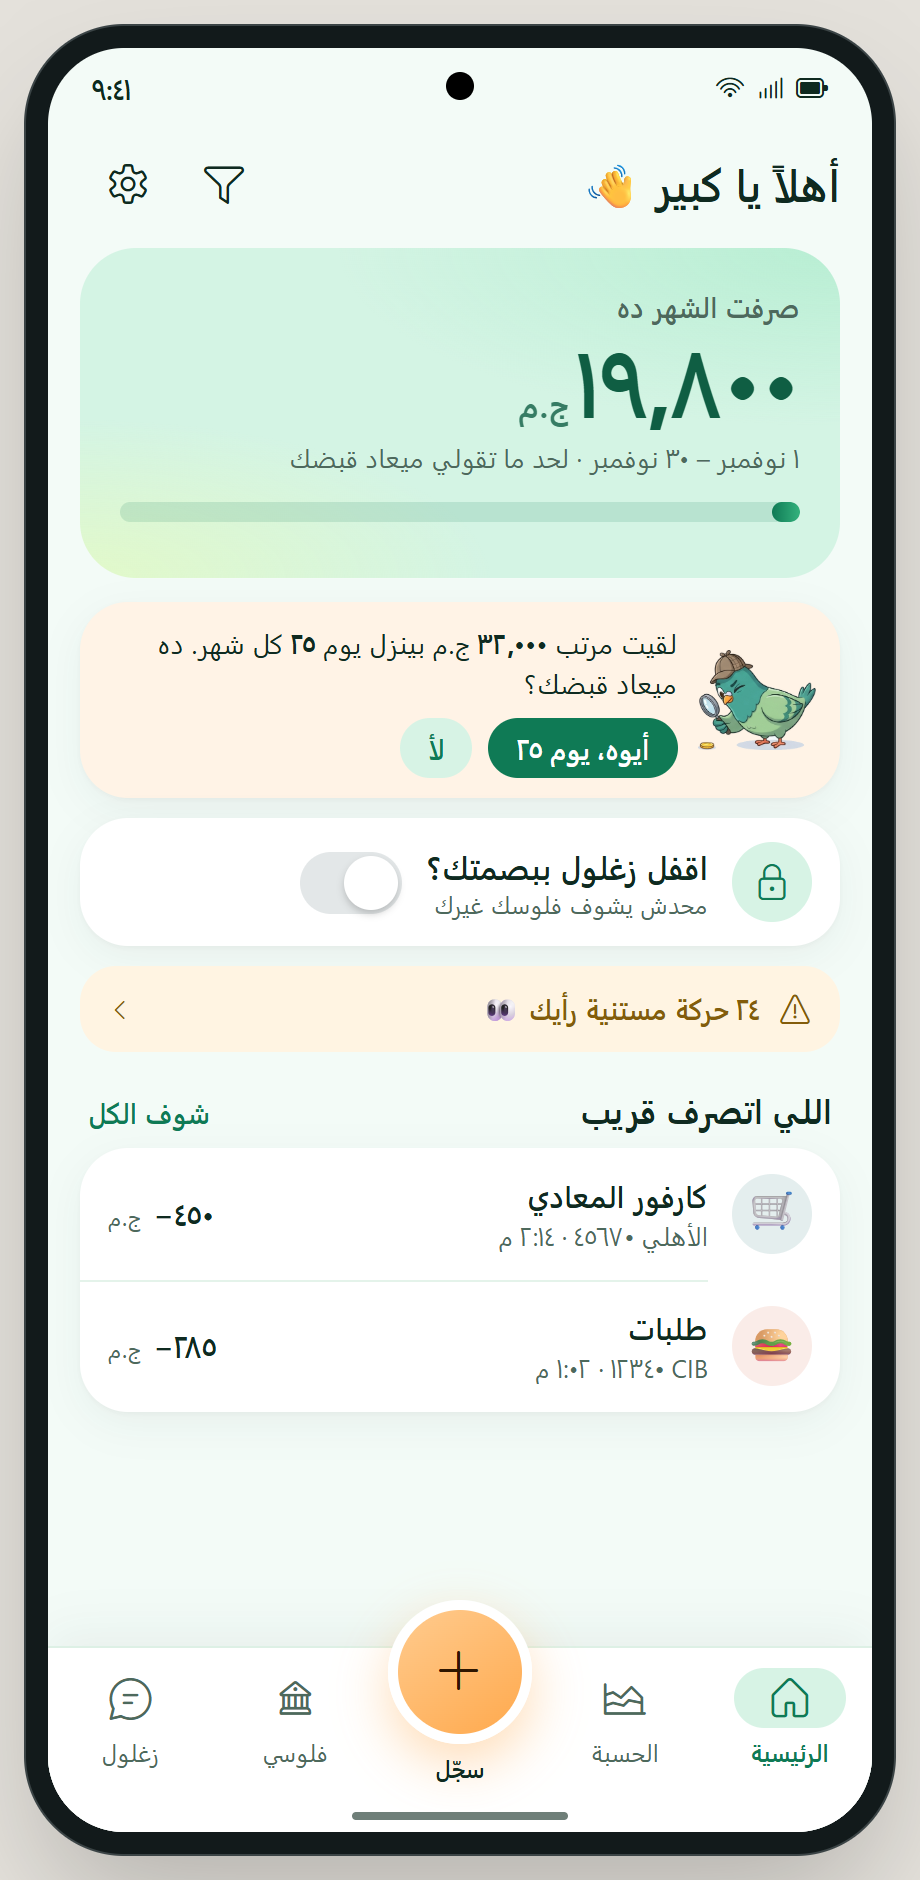 ٩:٤١
أهلاً يا كبير 👋
صرفت الشهر ده
١٩,٨٠٠ ج.م
١ نوفمبر – ٣٠ نوفمبر · لحد ما تقولي ميعاد قبضك
لقيت مرتب ٣٢,٠٠٠ ج.م بينزل يوم ٢٥ كل شهر. ده
ميعاد قبضك؟
أيوه، يوم ٢٥
لأ
اقفل زغلول ببصمتك؟
محدش يشوف فلوسك غيرك
٢٤ حركة مستنية رأيك 👀
اللي اتصرف قريب
شوف الكل
كارفور المعادي
−٤٥٠ ج.م
الأهلي •٤٥٦٧ · ٢:١٤ م
طلبات
−٢٨٥ ج.م
CIB •١٢٣٤ · ١:٠٢ م
الرئيسية
الحسبة
سجّل
فلوسي
زغلول